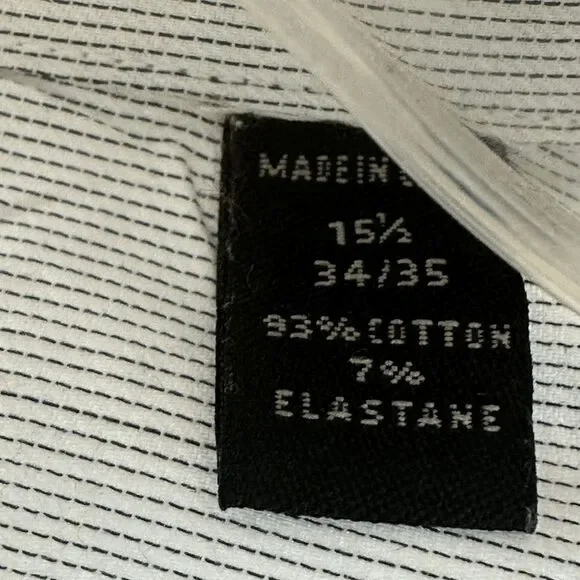 MADE IN
15½
34/35
93% COTTON
7%
ELASTANE